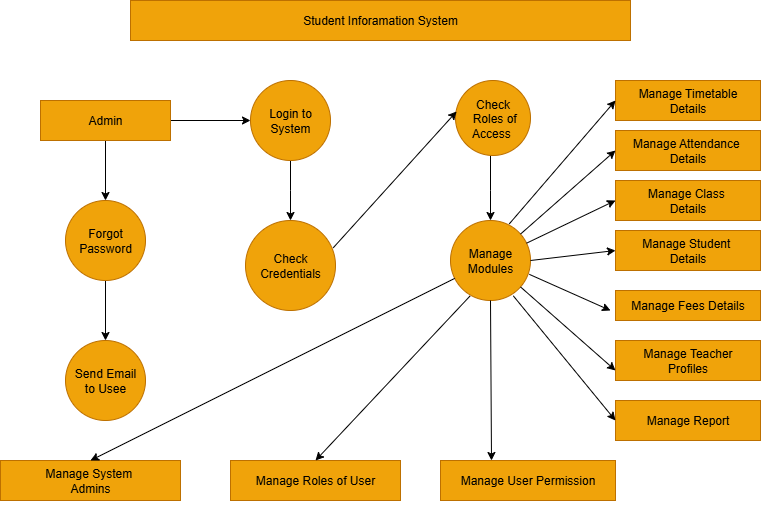 Student Inforamation System
Admin
Login to
System
Check
Roles of
Access
Manage Timetable
Details
Manage Attendance
Details
Manage Class
Details
Forgot
Password
Check
Credentials
Manage
Modules
Manage Student
Details
Manage Fees Details
Send Email
to Usee
Manage Teacher
Profiles
Manage Report
Manage System
Admins
Manage Roles of User
Manage User Permission